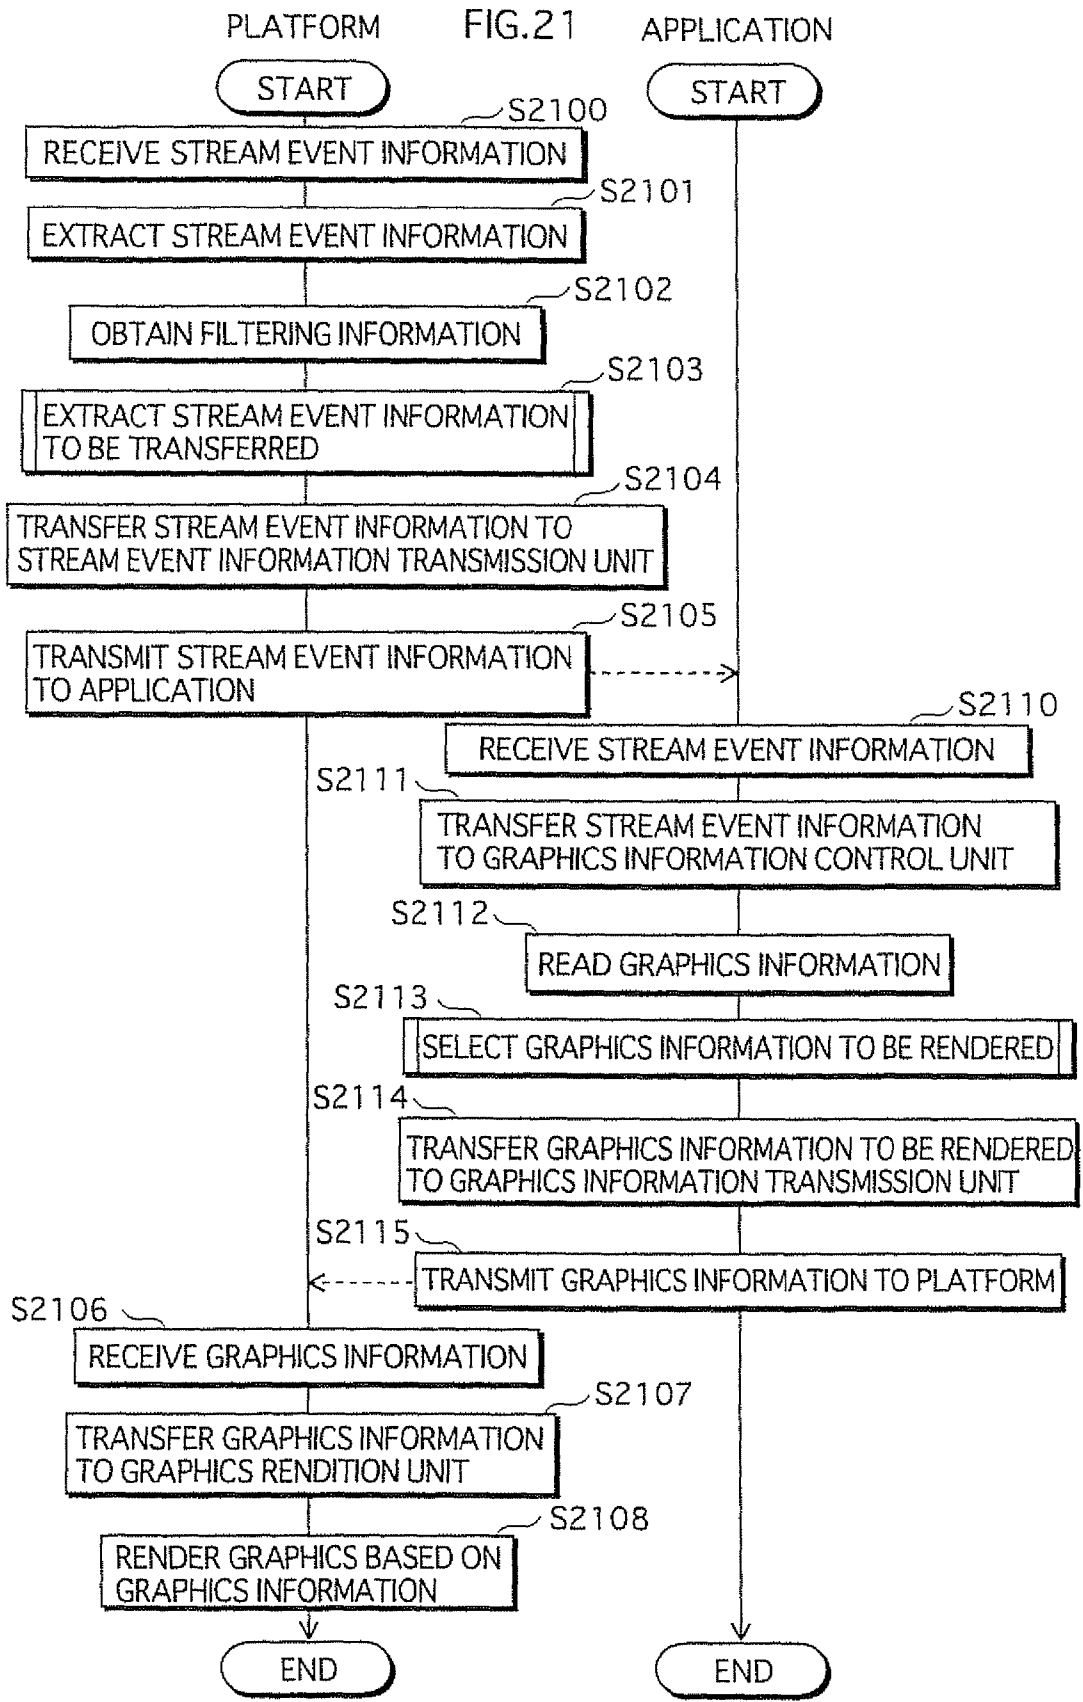 FIG.21
PLATFORM
APPLICATION
START
START
S2100
RECEIVE STREAM EVENT INFORMATION
S2101
EXTRACT STREAM EVENT INFORMATION
S2102
OBTAIN FILTERING INFORMATION
S2103
EXTRACT STREAM EVENT INFORMATION
TO BE TRANSFERRED
S2104
TRANSFER STREAM EVENT INFORMATION TO
STREAM EVENT INFORMATION TRANSMISSION UNIT
S2105
TRANSMIT STREAM EVENT INFORMATION
TO APPLICATION
S2110
RECEIVE STREAM EVENT INFORMATION
S2111
TRANSFER STREAM EVENT INFORMATION
TO GRAPHICS INFORMATION CONTROL UNIT
S2112
READ GRAPHICS INFORMATION
S2113
SELECT GRAPHICS INFORMATION TO BE RENDERED
S2114
TRANSFER GRAPHICS INFORMATION TO BE RENDERED
TO GRAPHICS INFORMATION TRANSMISSION UNIT
S2115
TRANSMIT GRAPHICS INFORMATION TO PLATFORM
S2106
RECEIVE GRAPHICS INFORMATION
S2107
TRANSFER GRAPHICS INFORMATION
TO GRAPHICS RENDITION UNIT
S2108
RENDER GRAPHICS BASED ON
GRAPHICS INFORMATION
END
END